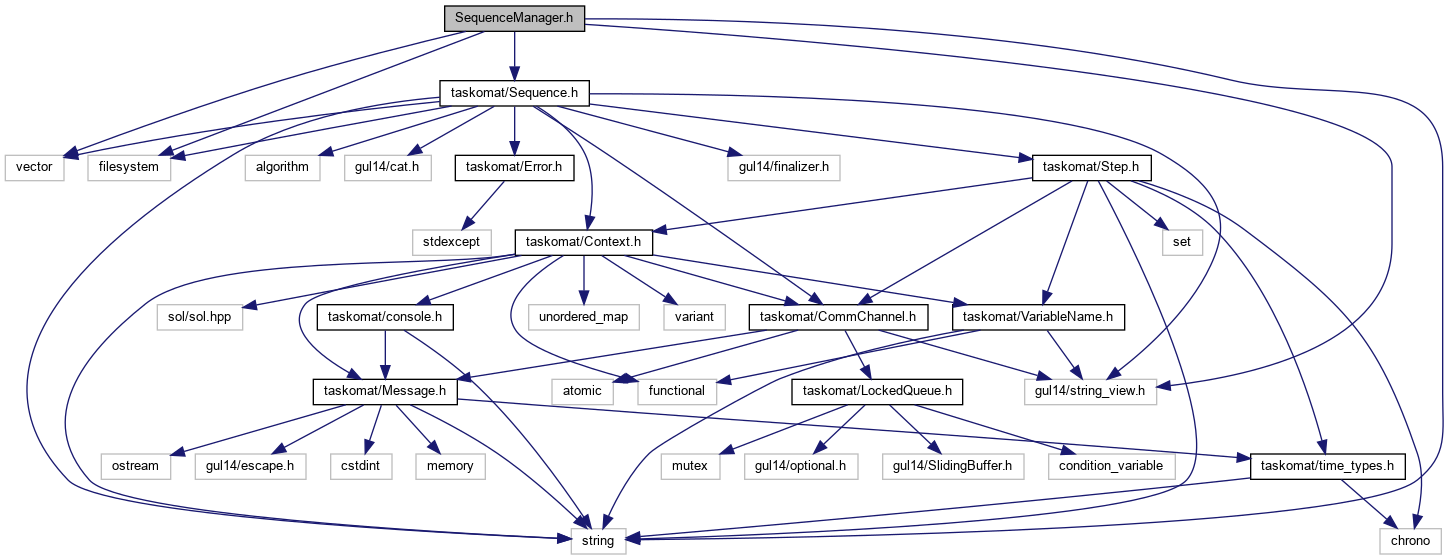 SequenceManager.h
taskomat/Sequence.h
vector
filesystem
algorithm
gul14/cat.h
taskomat/Error.h
gul14/finalizer.h
taskomat/Step.h
stdexcept
taskomat/Context.h
set
sol/sol.hpp
taskomat/console.h
unordered_map
variant
taskomat/CommChannel.h
taskomat/VariableName.h
taskomat/Message.h
atomic
functional
taskomat/LockedQueue.h
gul14/string_view.h
ostream
gul14/escape.h
cstdint
memory
mutex
gul14/optional.h
gul14/SlidingBuffer.h
condition_variable
taskomat/time_types.h
string
chrono